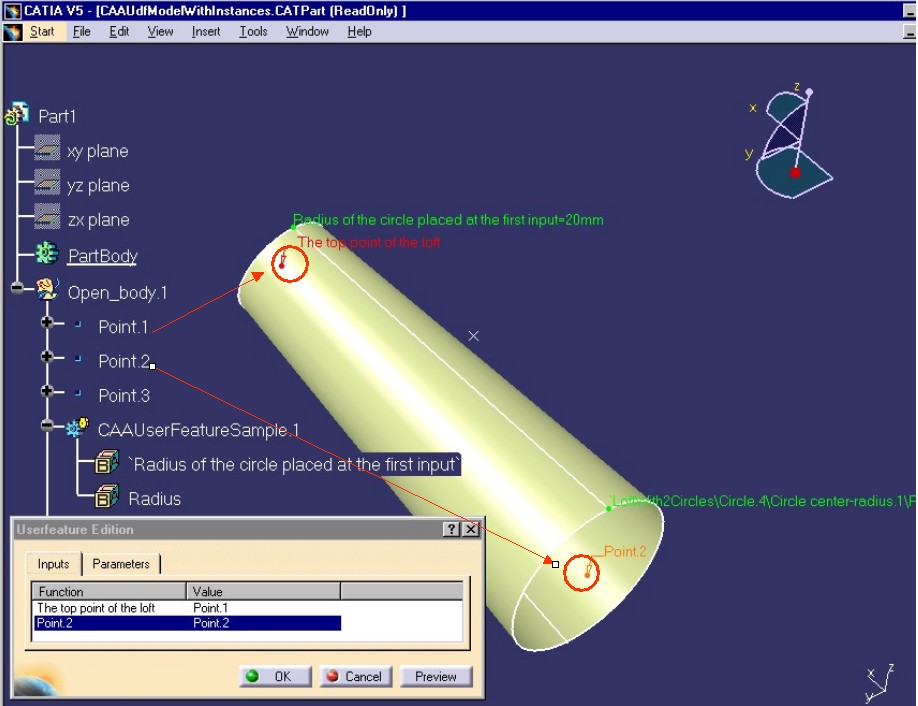 CATIA V5 - [CAAUdfModelWithInstances.CATPart (ReadOnly) ]
Start File Edit View Insert Tools Window Help
Part1
xy plane
yz plane
zx plane
PartBody
Open_body.1
Point.1
Point.2
Point.3
CAAUserFeatureSample.1
`Radius of the circle placed at the first input`
Radius
z
x
y
Radius of the circle placed at the first input=20mm
The top point of the loft
`Loftwith2Circles\Circle.4\Circle center-radius.1\R
Point.2
Userfeature Edition
Inputs Parameters
Function Value
The top point of the loft Point.1
Point.2 Point.2
OK Cancel Preview
x z
y